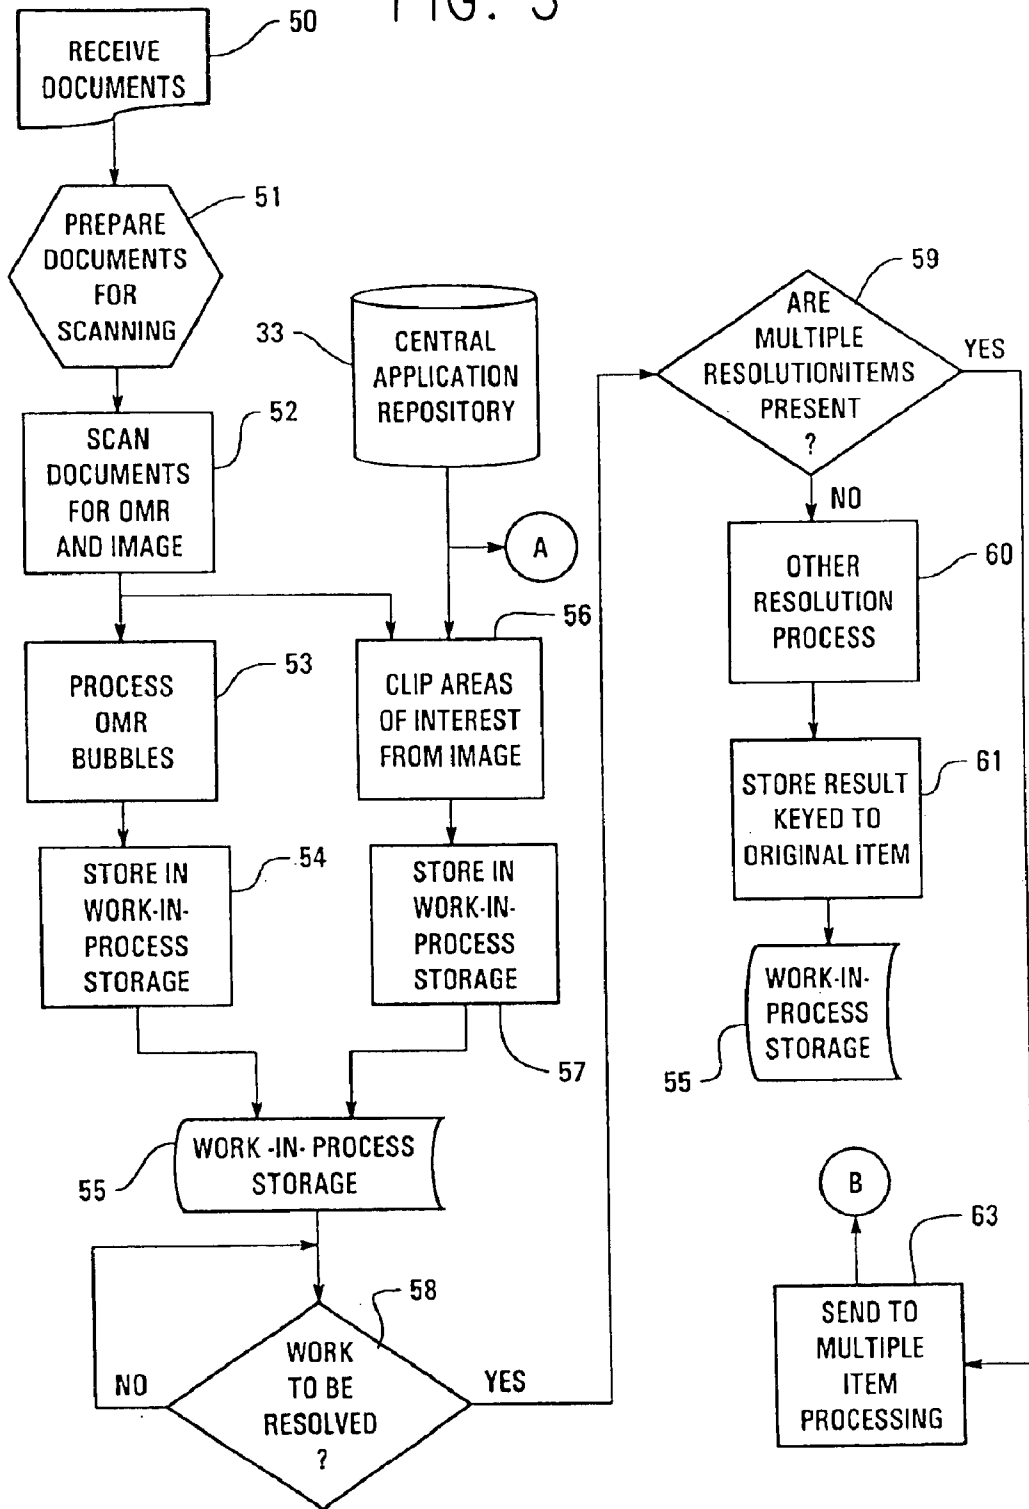 FIG. 3
50
RECEIVE
DOCUMENTS
51
PREPARE
DOCUMENTS
FOR
SCANNING
52
SCAN
DOCUMENTS
FOR OMR
AND IMAGE
33
CENTRAL
APPLICATION
REPOSITORY
A
53
PROCESS
OMR
BUBBLES
56
CLIP AREAS
OF INTEREST
FROM IMAGE
54
STORE IN
WORK-IN-
PROCESS
STORAGE
STORE IN
WORK-IN-
PROCESS
STORAGE
57
55
WORK -IN- PROCESS
STORAGE
58
WORK
TO BE
RESOLVED
?
NO
YES
59
ARE
MULTIPLE
RESOLUTIONITEMS
PRESENT
?
YES
NO
60
OTHER
RESOLUTION
PROCESS
61
STORE RESULT
KEYED TO
ORIGINAL ITEM
WORK-IN-
PROCESS
STORAGE
55
B
63
SEND TO
MULTIPLE
ITEM
PROCESSING